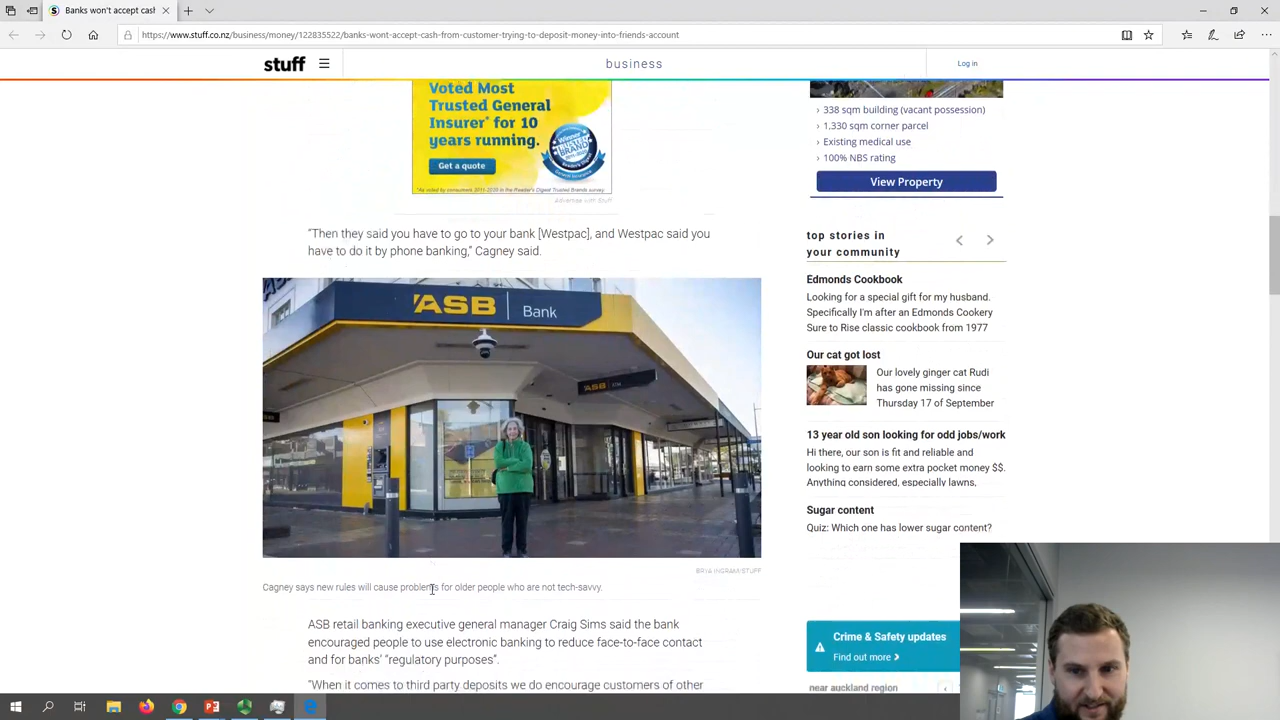 Banks won't accept cash
https://www.stuff.co.nz/business/money/122835522/banks-wont-accept-cash-from-customer-trying-to-deposit-money-into-friends-account
stuff
business
Log in
Voted Most
Trusted General
Insurer* for 10
years running.
Get a quote
Advertise with Stuff
"Then they said you have to go to your bank [Westpac], and Westpac said you
have to do it by phone banking," Cagney said.
ASB Bank
ASB
BRYA INGRAM/STUFF
Cagney says new rules will cause problems for older people who are not tech-savvy.
ASB retail banking executive general manager Craig Sims said the bank
encouraged people to use electronic banking to reduce face-to-face contact
and for banks' “regulatory purposes”.
"When it comes to third party deposits we do encourage customers of other
› 338 sqm building (vacant possession)
› 1,330 sqm corner parcel
› Existing medical use
› 100% NBS rating
View Property
top stories in
your community
Edmonds Cookbook
Looking for a special gift for my husband.
Specifically I'm after an Edmonds Cookery
Sure to Rise classic cookbook from 1977
Our cat got lost
Our lovely ginger cat Rudi
has gone missing since
Thursday 17 of September
13 year old son looking for odd jobs/work
Hi there, our son is fit and reliable and
looking to earn some extra pocket money $$.
Anything considered, especially lawns,
Sugar content
Quiz: Which one has lower sugar content?
Crime & Safety updates
Find out more ›
near auckland region